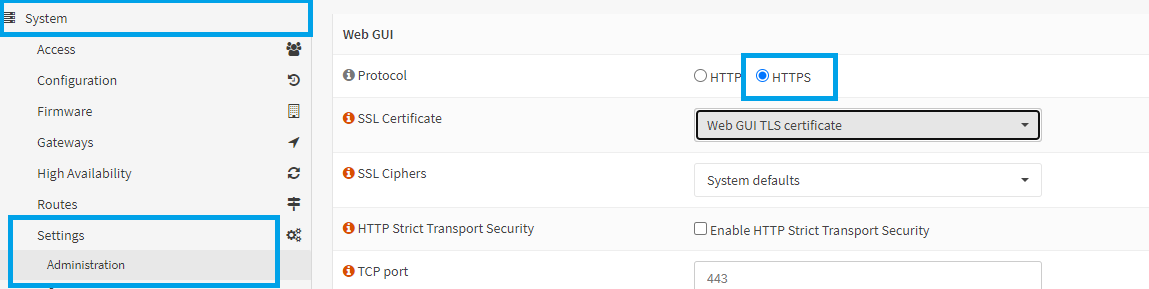 System
Access
Configuration
Firmware
Gateways
High Availability
Routes
Settings
Administration
Web GUI
Protocol
HTTP HTTPS
SSL Certificate
Web GUI TLS certificate
SSL Ciphers
System defaults
HTTP Strict Transport Security
Enable HTTP Strict Transport Security
TCP port
443